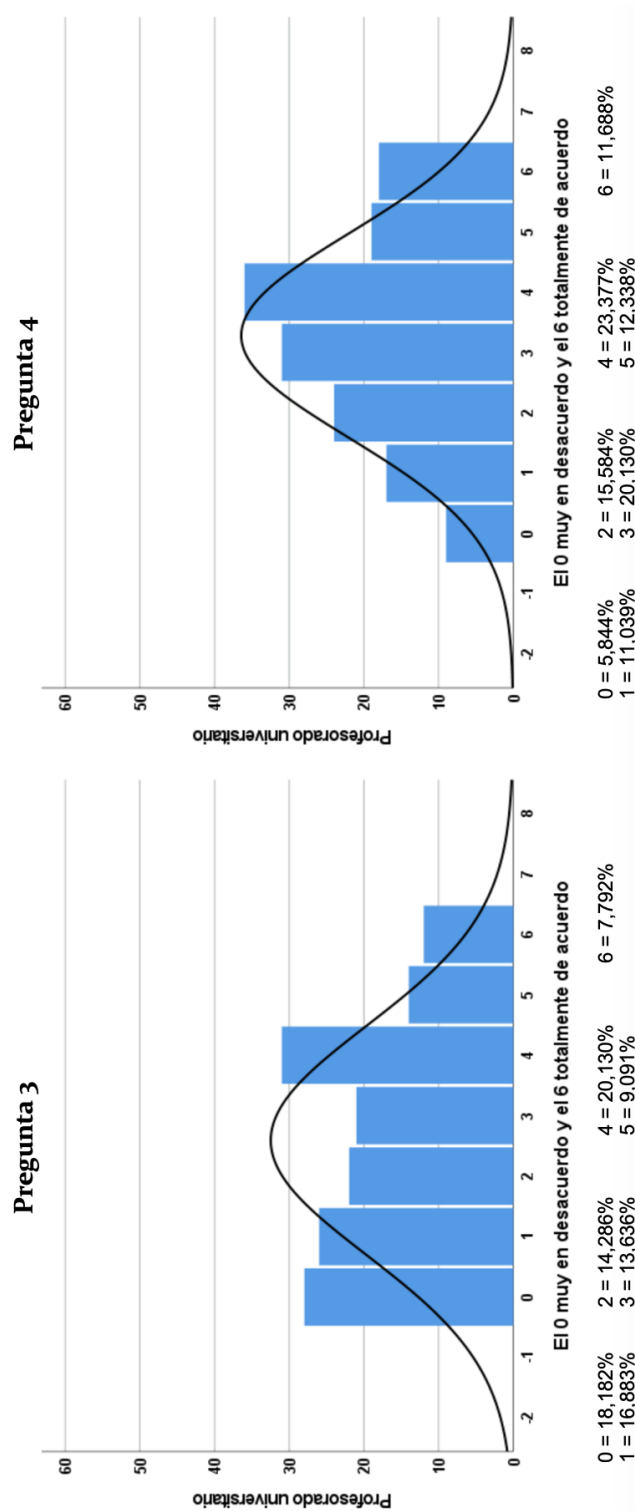 Pregunta 3
Profesorado universitario
60
50
40
30
20
10
0
-2 -1 0 1 2 3 4 5 6 7 8
El 0 muy en desacuerdo y el 6 totalmente de acuerdo
0 = 18,182% 2 = 14,286% 4 = 20,130% 6 = 7,792%
1 = 16,883% 3 = 13,636% 5 = 9,091%
Pregunta 4
Profesorado universitario
60
50
40
30
20
10
0
-2 -1 0 1 2 3 4 5 6 7 8
El 0 muy en desacuerdo y el 6 totalmente de acuerdo
0 = 5,844% 2 = 15,584% 4 = 23,377% 6 = 11,688%
1 = 11,039% 3 = 20,130% 5 = 12,338%